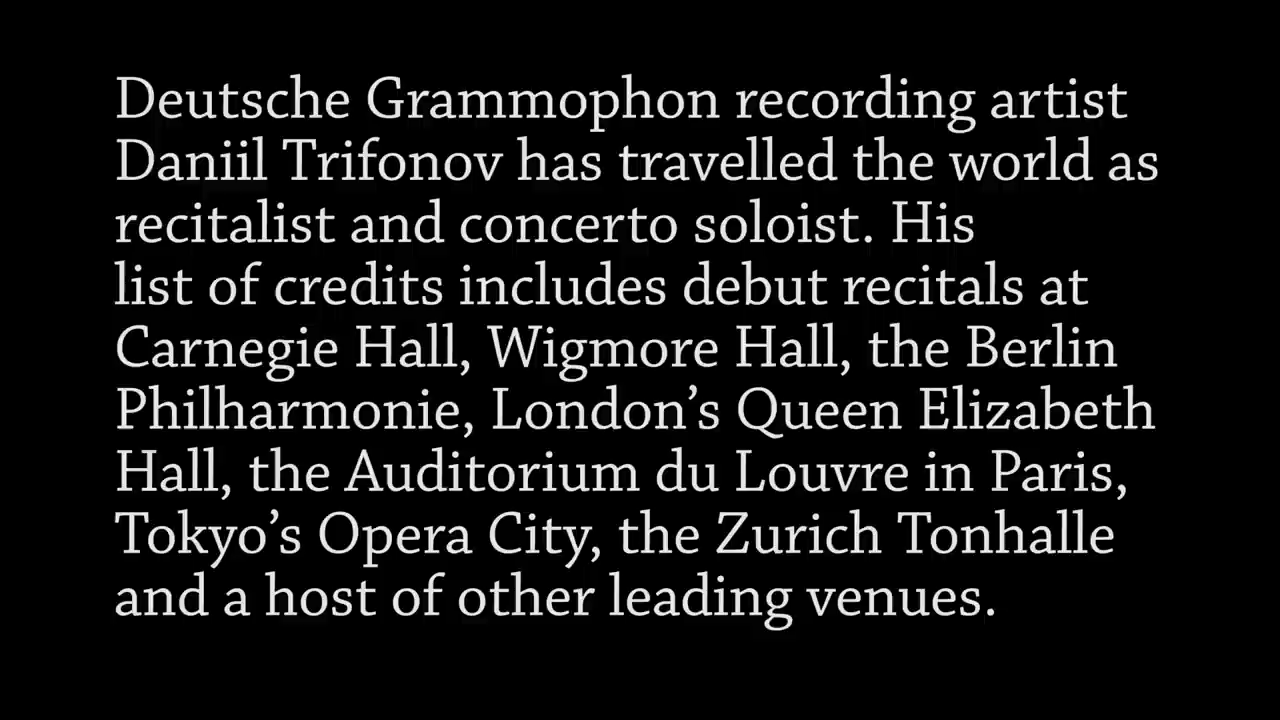 Deutsche Grammophon recording artist
Daniil Trifonov has travelled the world as
recitalist and concerto soloist. His
list of credits includes debut recitals at
Carnegie Hall, Wigmore Hall, the Berlin
Philharmonie, London’s Queen Elizabeth
Hall, the Auditorium du Louvre in Paris,
Tokyo’s Opera City, the Zurich Tonhalle
and a host of other leading venues.